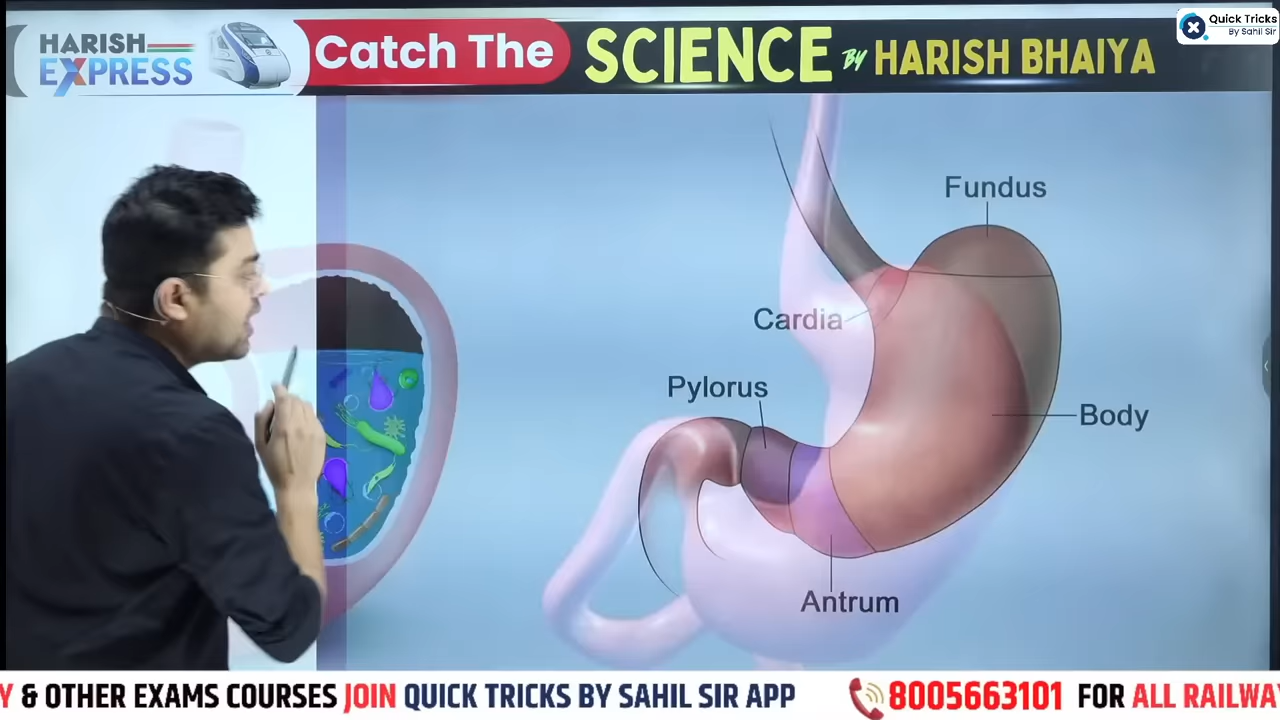 HARISH
EXPRESS
Catch The
SCIENCE BY HARISH BHAIYA
Quick Tricks
By Sahil Sir
Fundus
Cardia
Pylorus
Body
Antrum
Y & OTHER EXAMS COURSES JOIN QUICK TRICKS BY SAHIL SIR APP
8005663101 FOR ALL RAILWAY